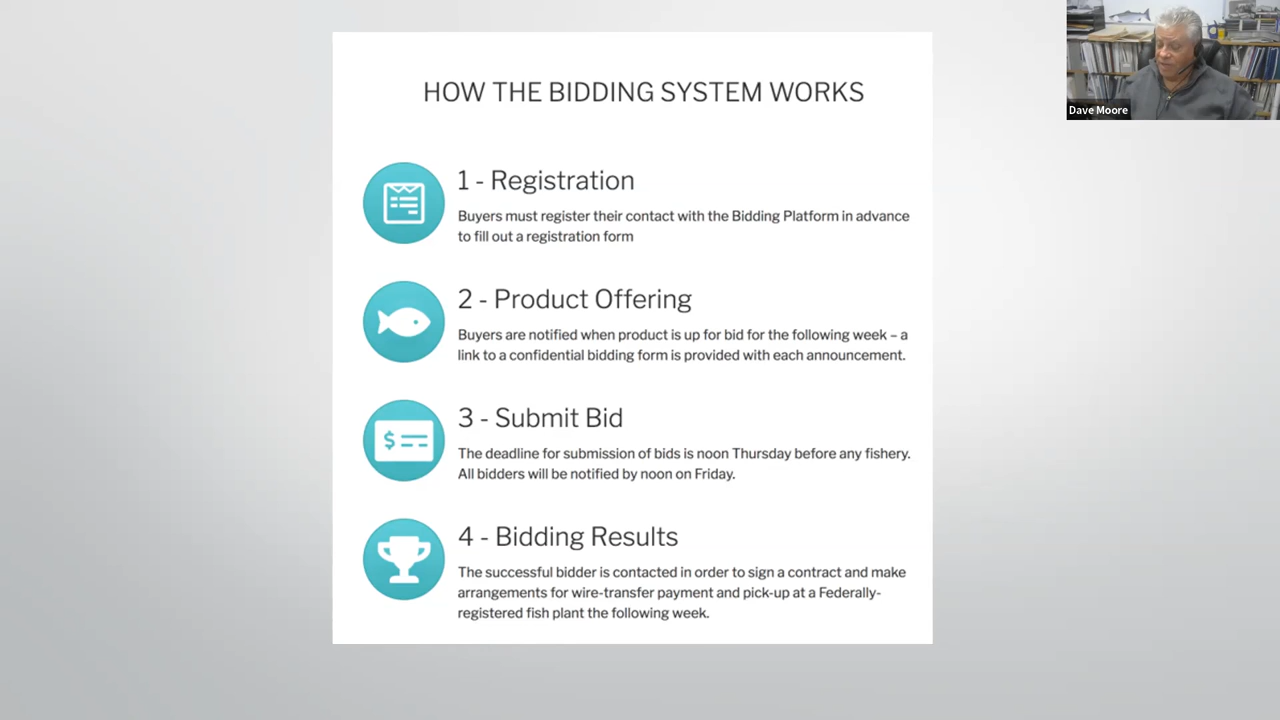 HOW THE BIDDING SYSTEM WORKS
1 - Registration
Buyers must register their contact with the Bidding Platform in advance
to fill out a registration form
2 - Product Offering
Buyers are notified when product is up for bid for the following week – a
link to a confidential bidding form is provided with each announcement.
3 - Submit Bid
The deadline for submission of bids is noon Thursday before any fishery.
All bidders will be notified by noon on Friday.
4 - Bidding Results
The successful bidder is contacted in order to sign a contract and make
arrangements for wire-transfer payment and pick-up at a Federally-
registered fish plant the following week.
Dave Moore